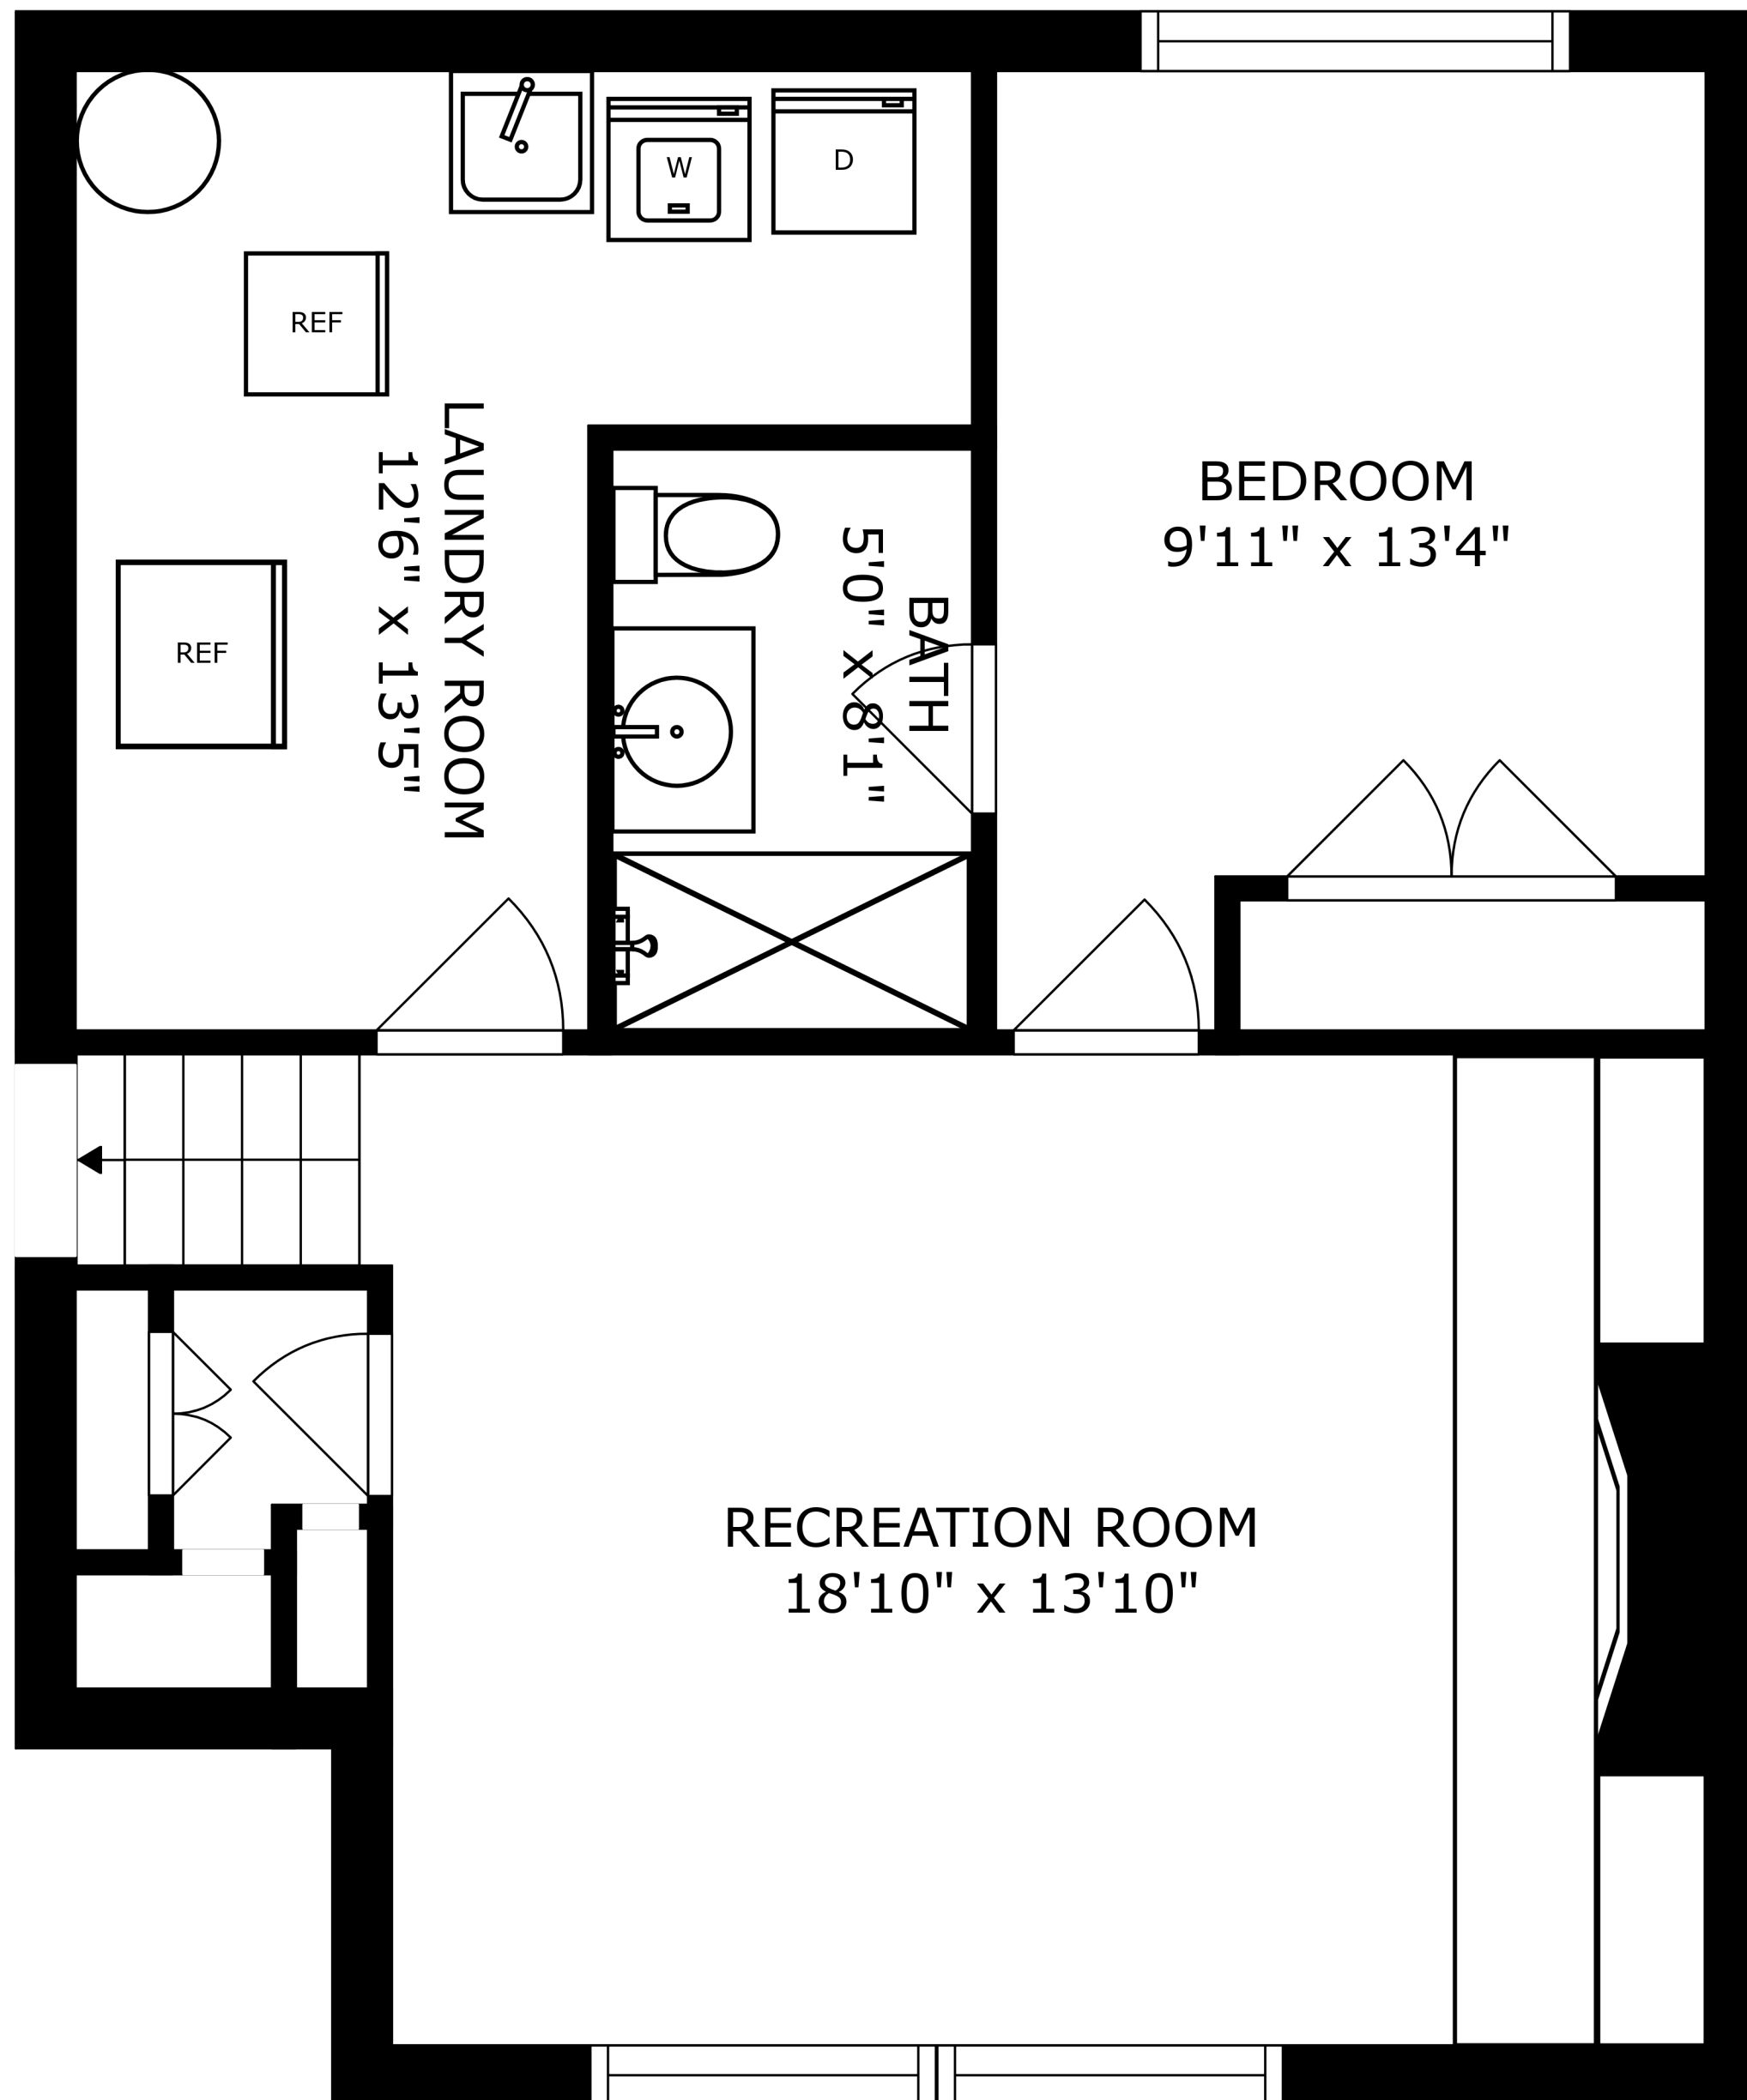 W
D
REF
REF
LAUNDRY ROOM
12'6" x 13'5"
BATH
5'0" x 8'1"
BEDROOM
9'11" x 13'4"
RECREATION ROOM
18'10" x 13'10"